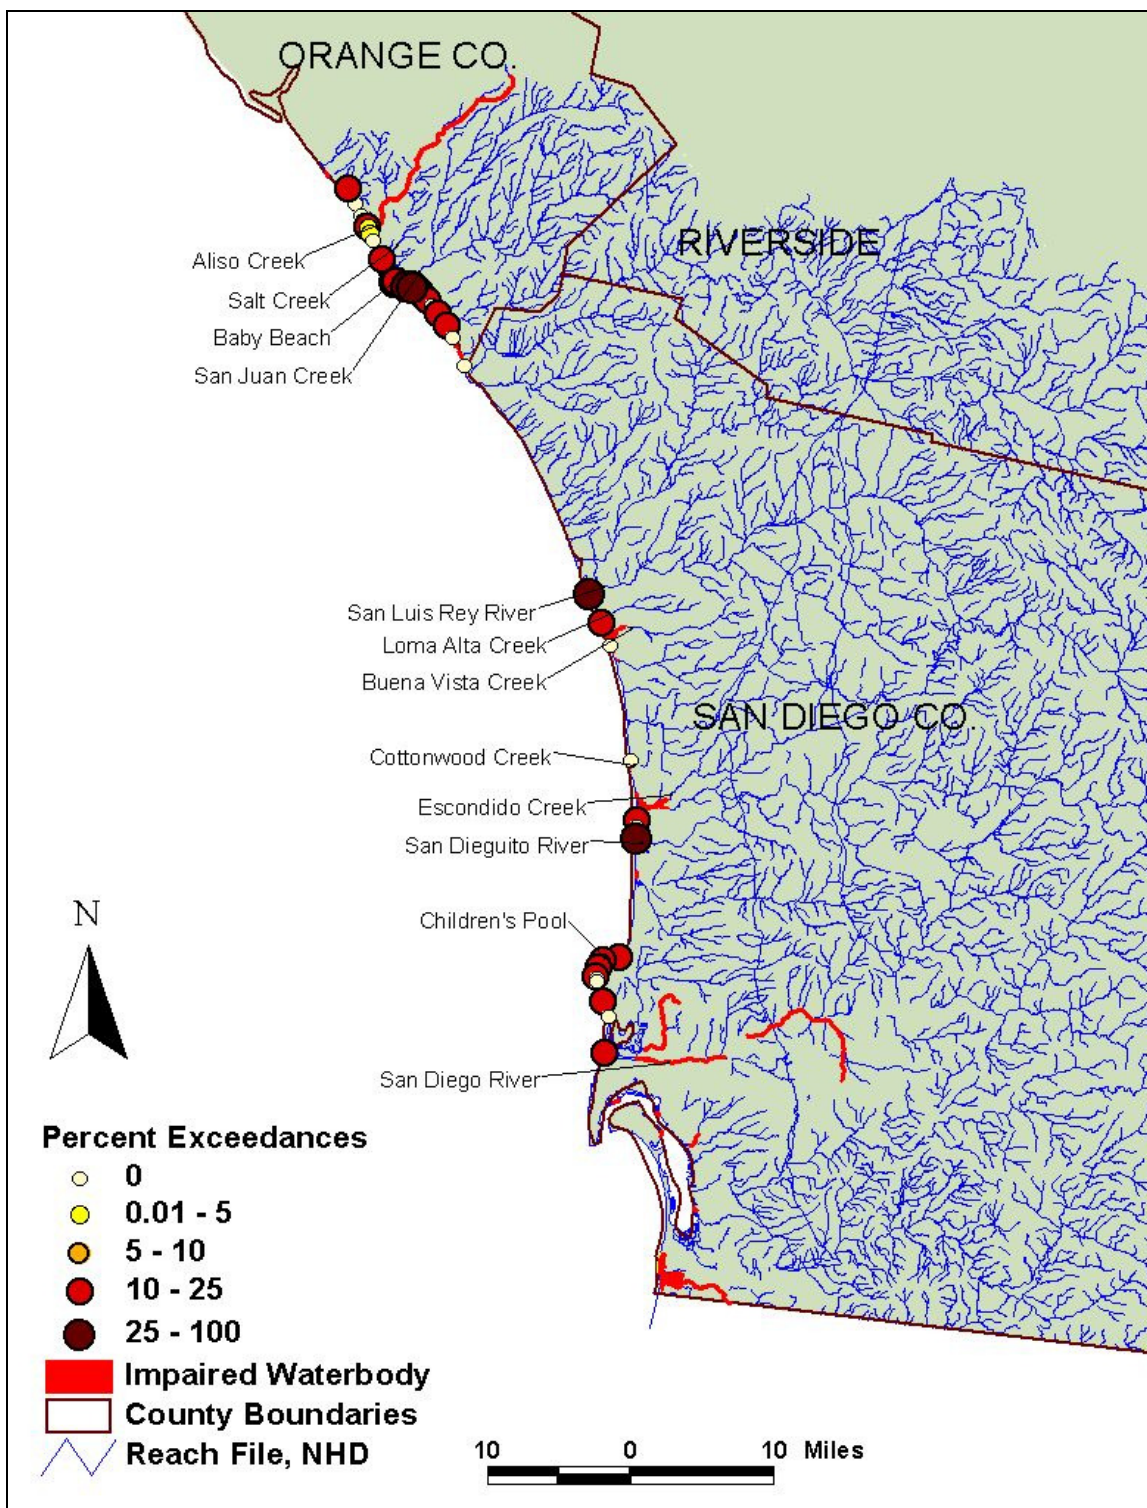 ORANGE CO.
RIVERSIDE
Aliso Creek
Salt Creek
Baby Beach
San Juan Creek
San Luis Rey River
Loma Alta Creek
Buena Vista Creek
SAN DIEGO CO.
Cottonwood Creek
Escondido Creek
San Dieguito River
Children's Pool
N
San Diego River
Percent Exceedances
0
0.01 - 5
5 - 10
10 - 25
25 - 100
Impaired Waterbody
County Boundaries
Reach File, NHD
10 0 10 Miles